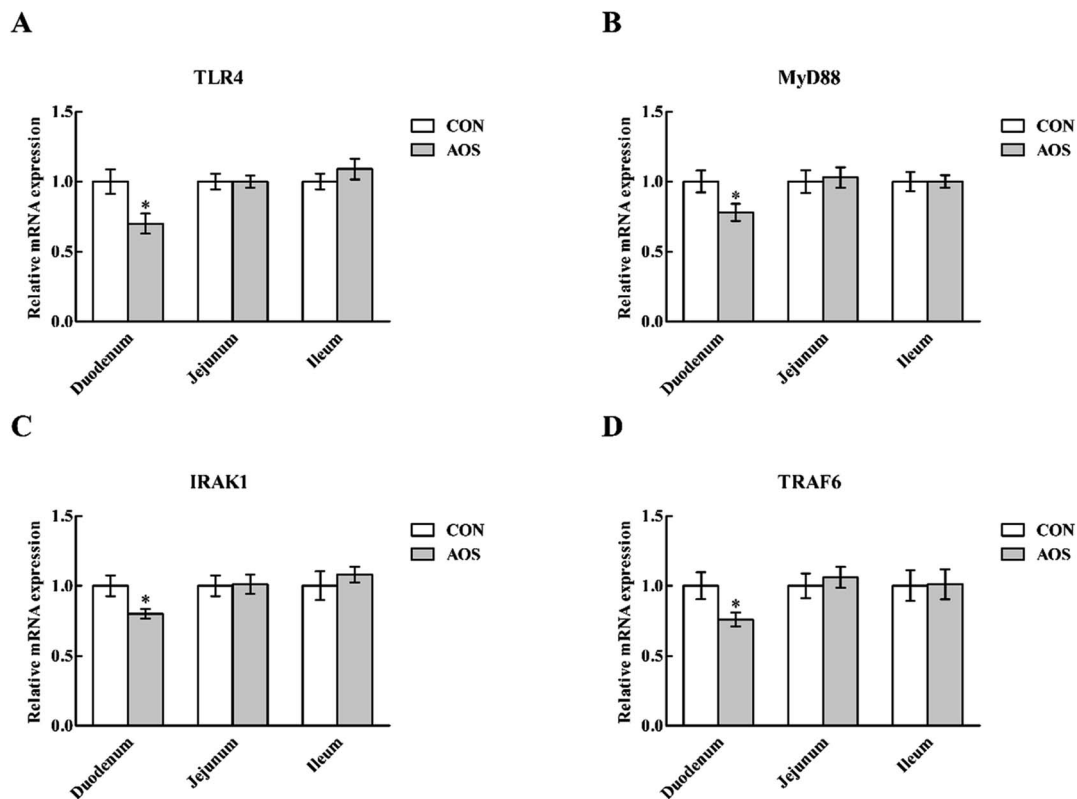 A
TLR4
Relative mRNA expression
1.5
1.0
0.5
0.0
*
Duodenum
Jejunum
Ileum
CON
AOS
B
MyD88
Relative mRNA expression
1.5
1.0
0.5
0.0
*
Duodenum
Jejunum
Ileum
CON
AOS
C
IRAK1
Relative mRNA expression
1.5
1.0
0.5
0.0
*
Duodenum
Jejunum
Ileum
CON
AOS
D
TRAF6
Relative mRNA expression
1.5
1.0
0.5
0.0
*
Duodenum
Jejunum
Ileum
CON
AOS